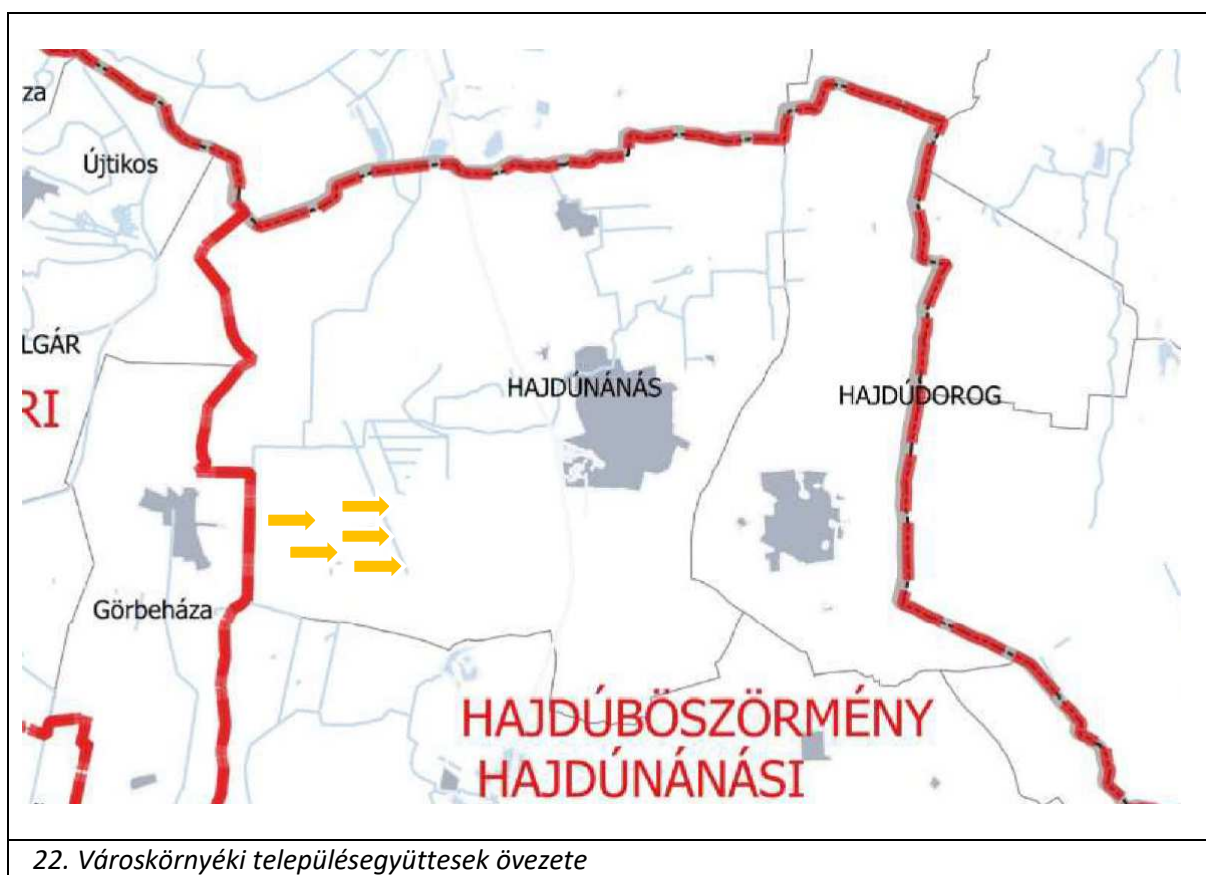 za
Újtikos
LGÁR
RI
HAJDÚNÁNÁS
HAJDÚDOROG
Görbeháza
HAJDÚBÖSZÖRMÉNY
HAJDÚNÁNÁSI
22. Városkörnyéki településegyüttesek övezete